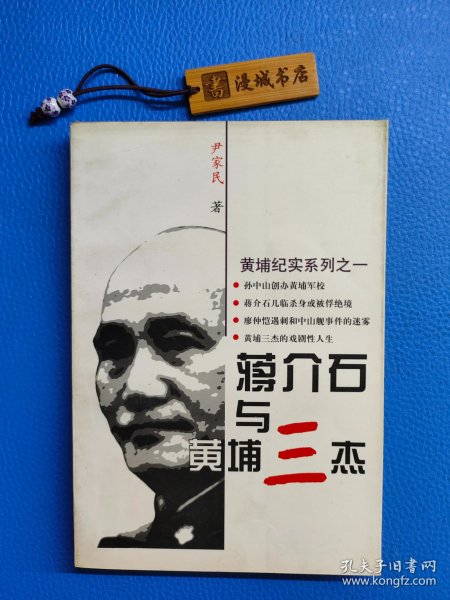 書 漫城书店
尹家民 著
黄埔纪实系列之一
孙中山创办黄埔军校
蒋介石几临杀身或被俘绝境
廖仲恺遇刺和中山舰事件的迷雾
黄埔三杰的戏剧性人生
蒋介石
与
黄埔三杰
孔夫子旧书网
www.kongfz.com